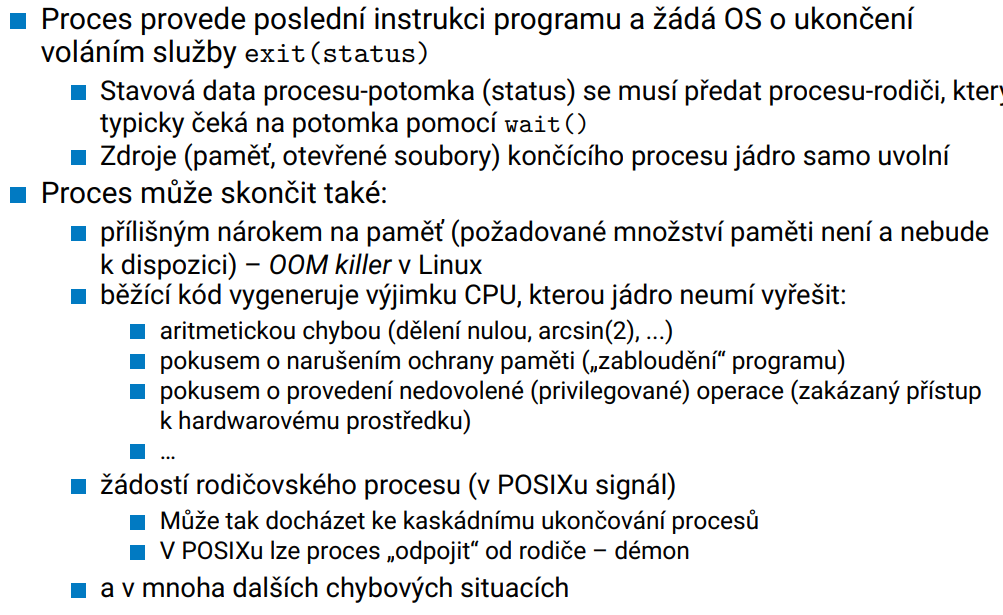 Proces provede poslední instrukci programu a žádá OS o ukončení
voláním služby exit(status)
Stavová data procesu-potomka (status) se musí předat procesu-rodiči, který
typicky čeká na potomka pomocí wait()
Zdroje (paměť, otevřené soubory) končícího procesu jádro samo uvolní
Proces může skončit také:
přílišným nárokem na paměť (požadované množství paměti není a nebude
k dispozici) – OOM killer v Linux
běžící kód vygeneruje výjimku CPU, kterou jádro neumí vyřešit:
aritmetickou chybou (dělení nulou, arcsin(2), ...)
pokusem o narušením ochrany paměti („zabloudění“ programu)
pokusem o provedení nedovolené (privilegované) operace (zakázaný přístup
k hardwarovému prostředku)
…
žádostí rodičovského procesu (v POSIXu signál)
Může tak docházet ke kaskádnímu ukončování procesů
V POSIXu lze proces „odpojit“ od rodiče – démon
a v mnoha dalších chybových situacích